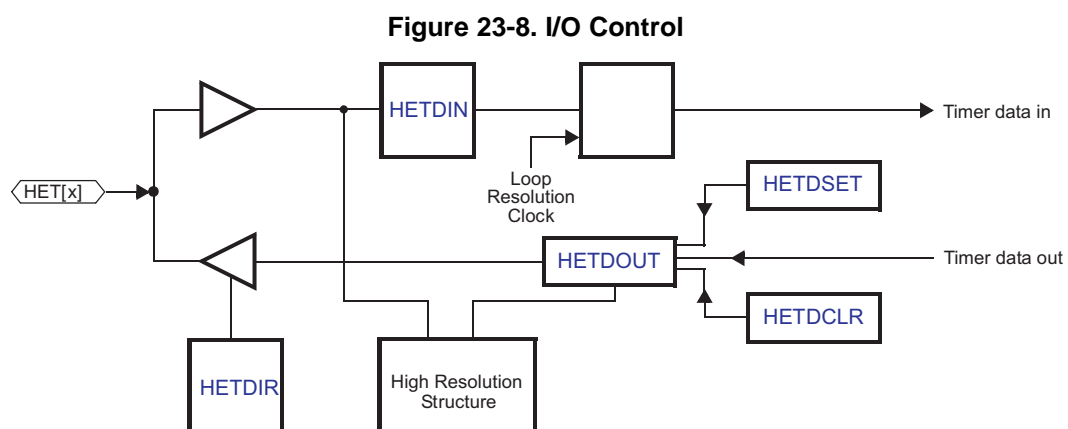 Figure 23-8. I/O Control
HETDIN
Timer data in
HET[x]
Loop
Resolution
Clock
HETDSET
HETDOUT
Timer data out
HETDCLR
HETDIR
High Resolution
Structure